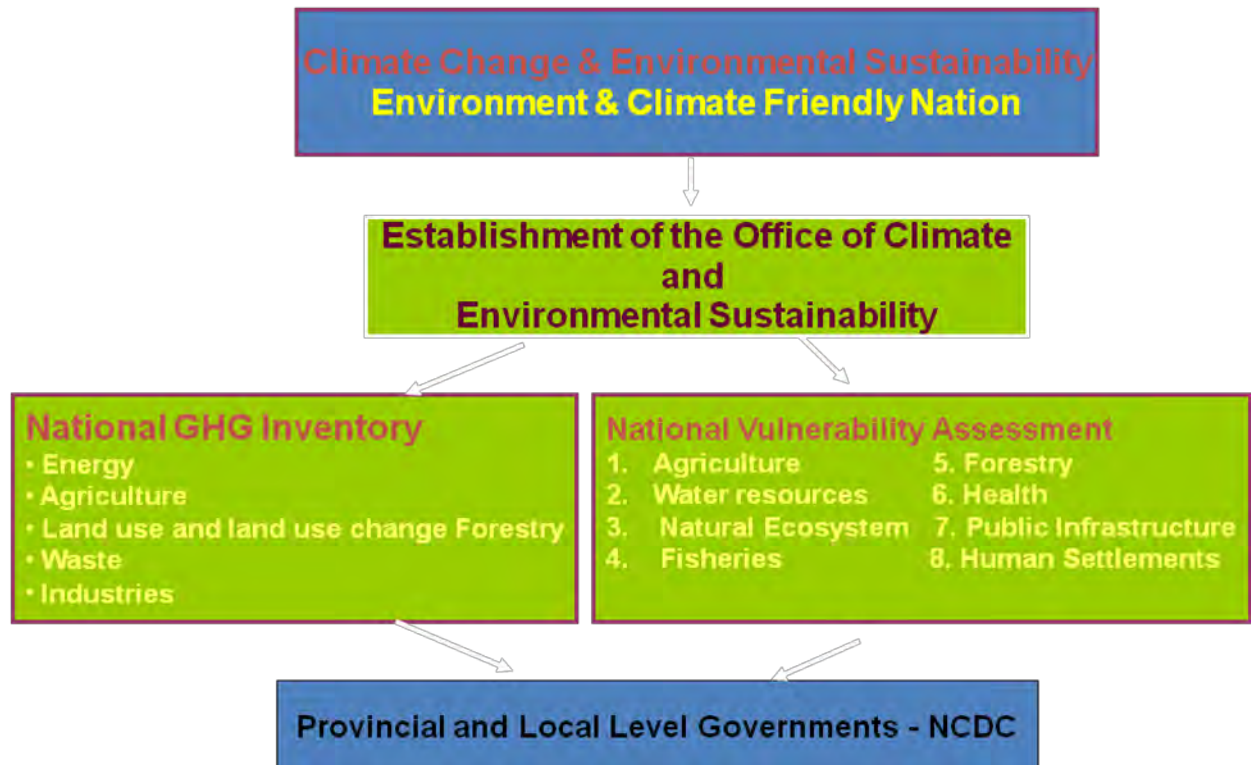 Climate Change & Environmental Sustainability
Environment & Climate Friendly Nation
Establishment of the Office of Climate
and
Environmental Sustainability
National GHG Inventory
• Energy
• Agriculture
• Land use and land use change Forestry
• Waste
• Industries
National Vulnerability Assessment
1. Agriculture
2. Water resources
3. Natural Ecosystem
4. Fisheries
5. Forestry
6. Health
7. Public Infrastructure
8. Human Settlements
Provincial and Local Level Governments - NCDC